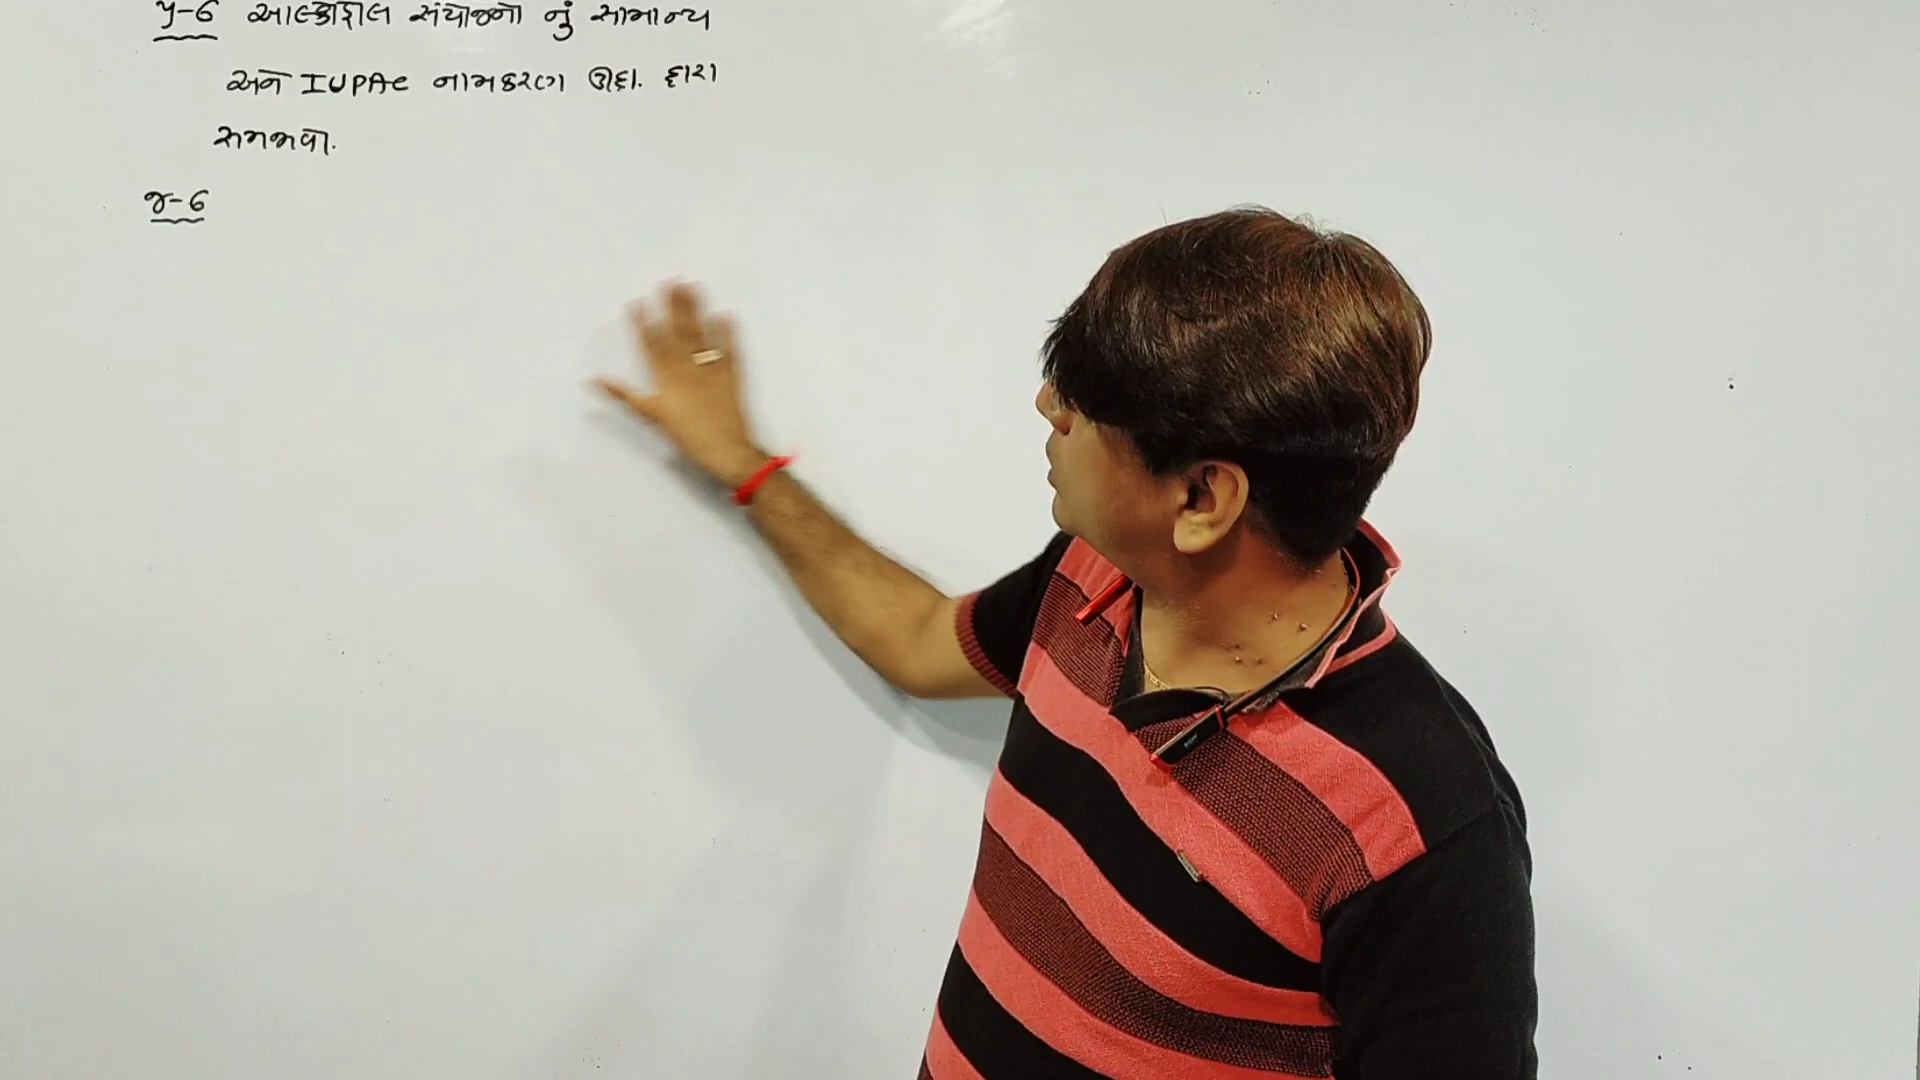 પ્ર-6 આલ્કોહોલ સંયોજનો નું સામાન્ય
અને IUPAC નામકરણ ઉદા. દ્વારા
સમજાવો.
જ-6